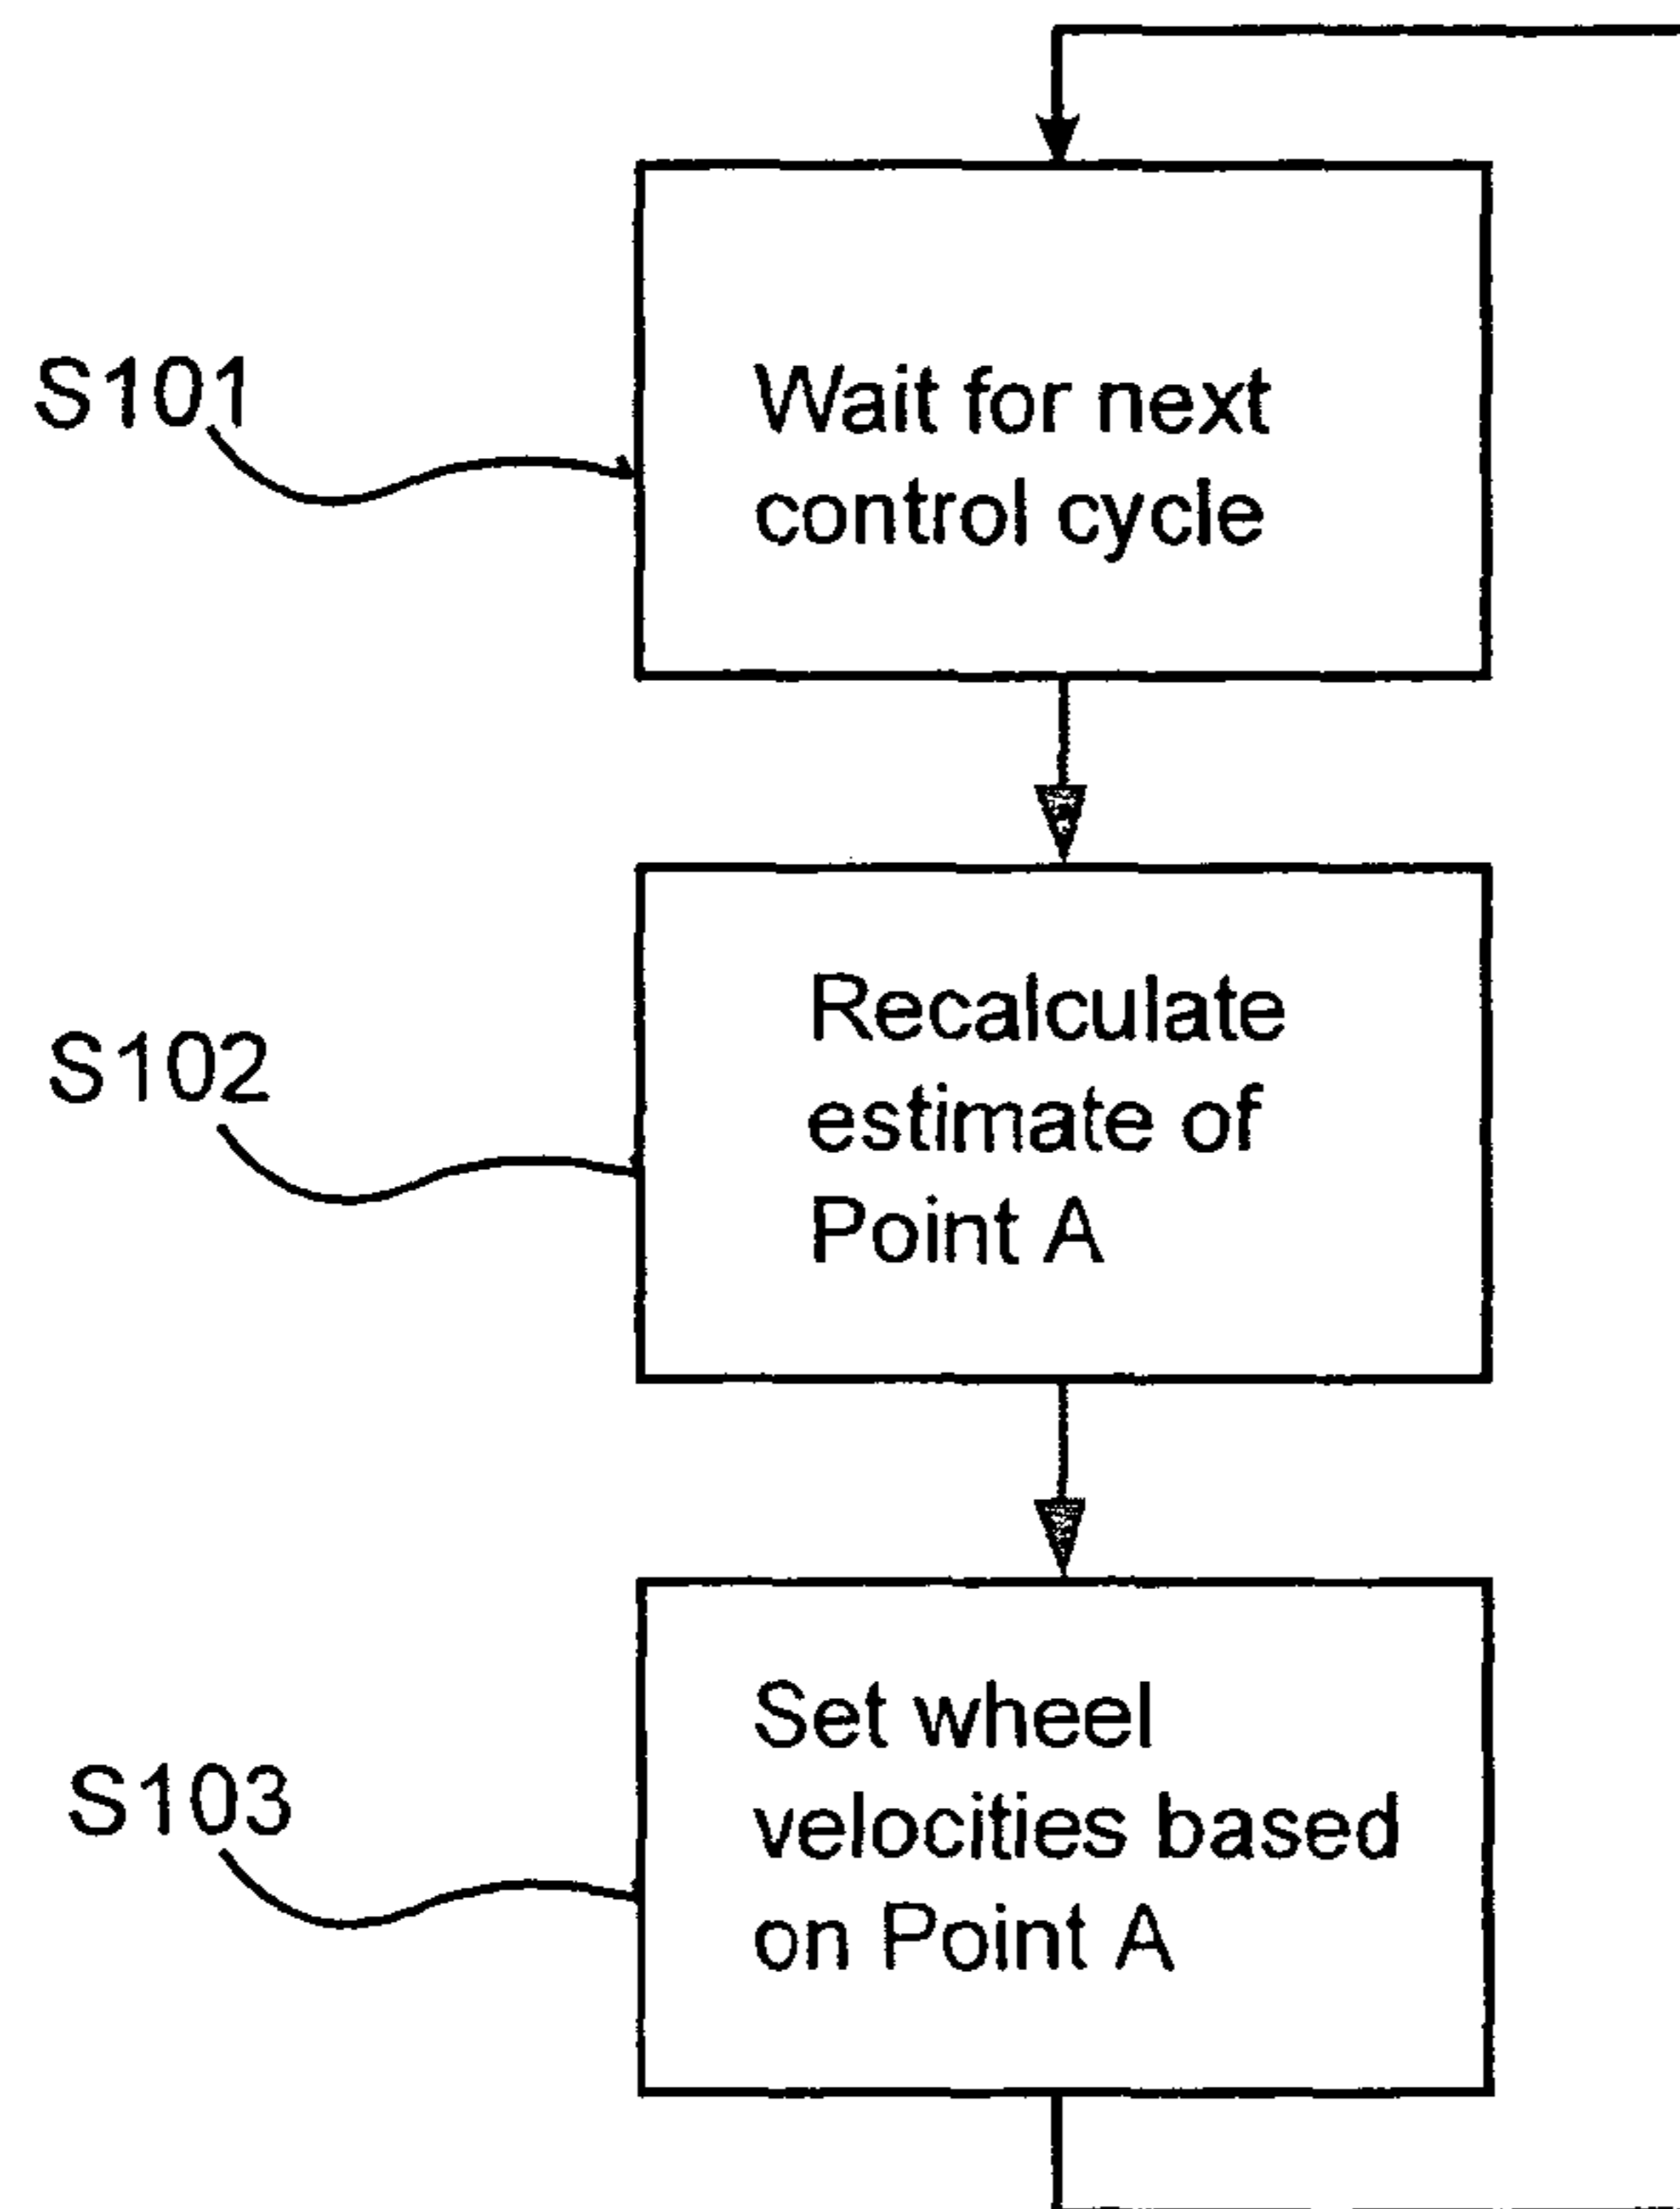 S101
Wait for next
control cycle
S102
Recalculate
estimate of
Point A
S103
Set wheel
velocities based
on Point A